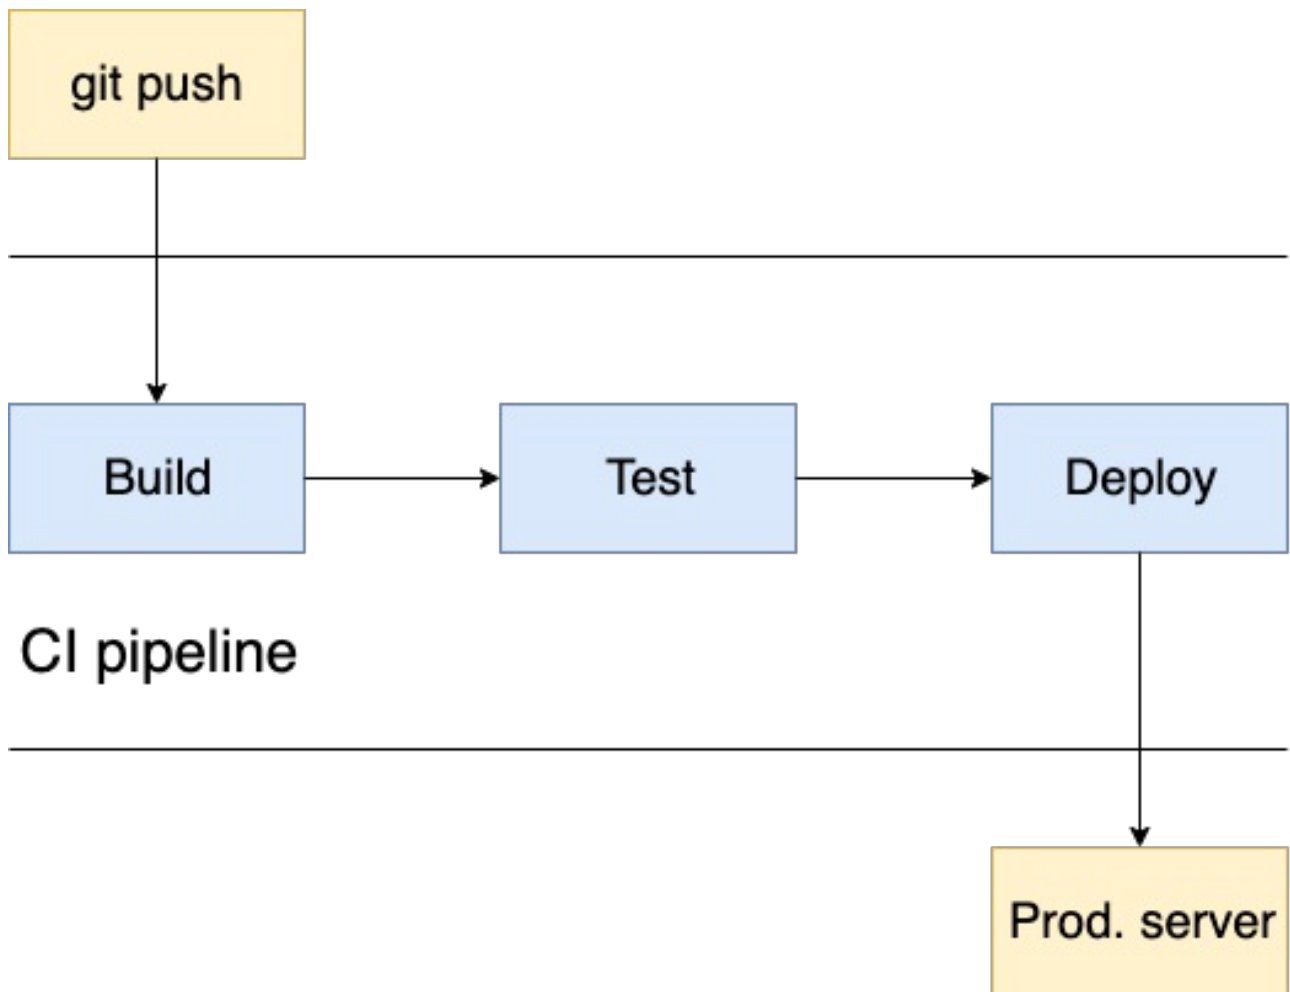 git push
Build
Test
Deploy
CI pipeline
Prod. server